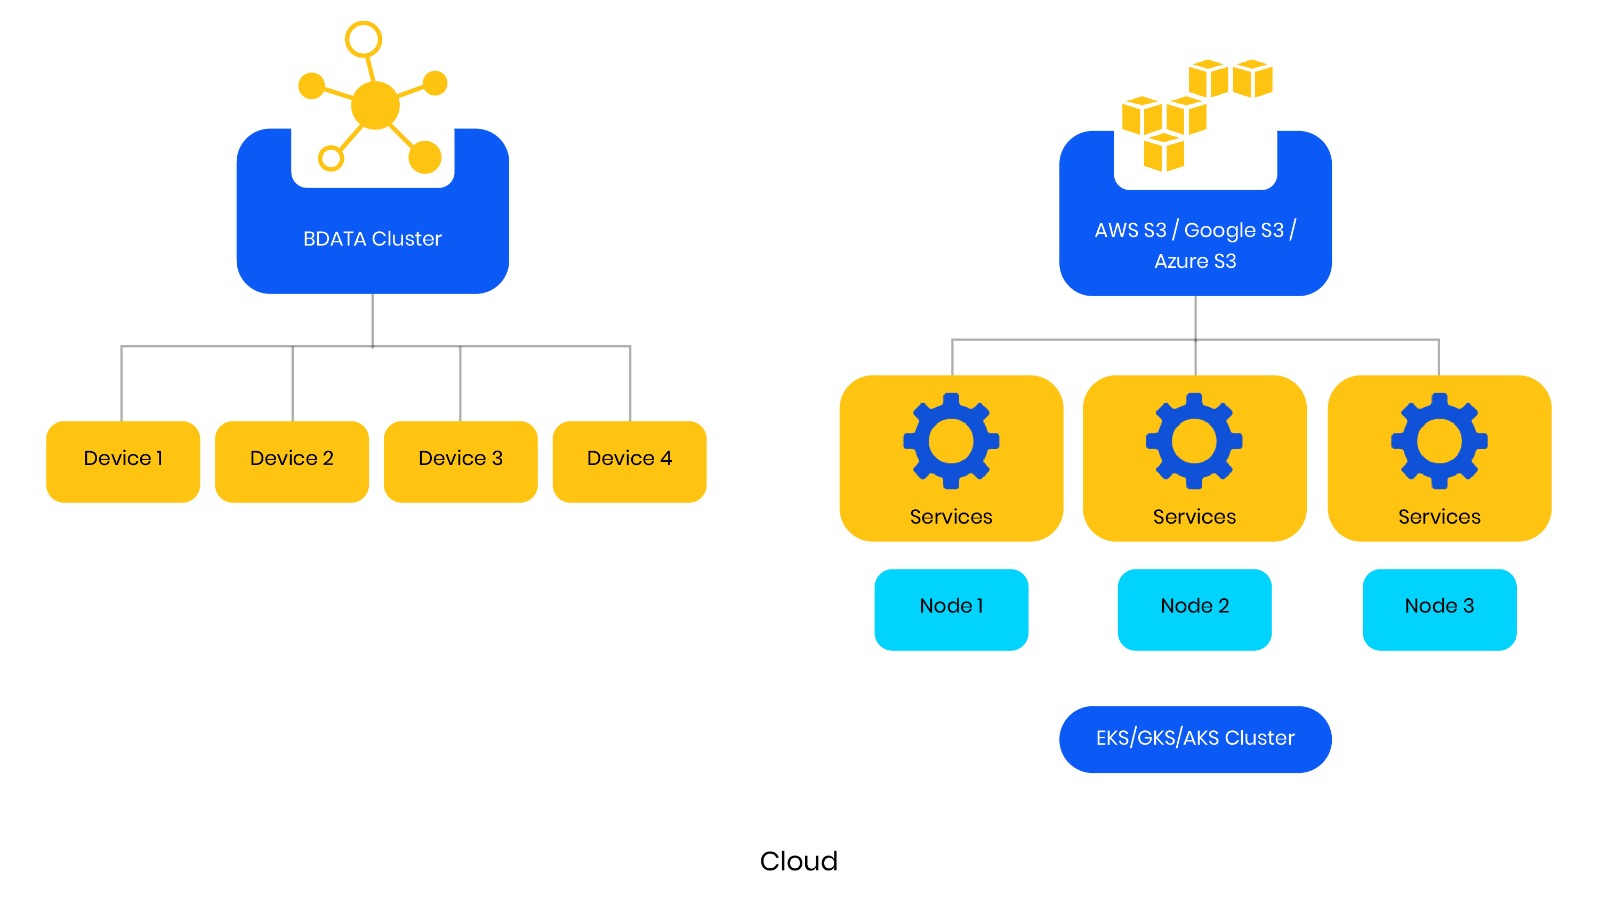 BDATA Cluster
Device 1
Device 2
Device 3
Device 4
AWS S3 / Google S3 /
Azure S3
Services
Services
Services
Node 1
Node 2
Node 3
EKS/GKS/AKS Cluster
Cloud